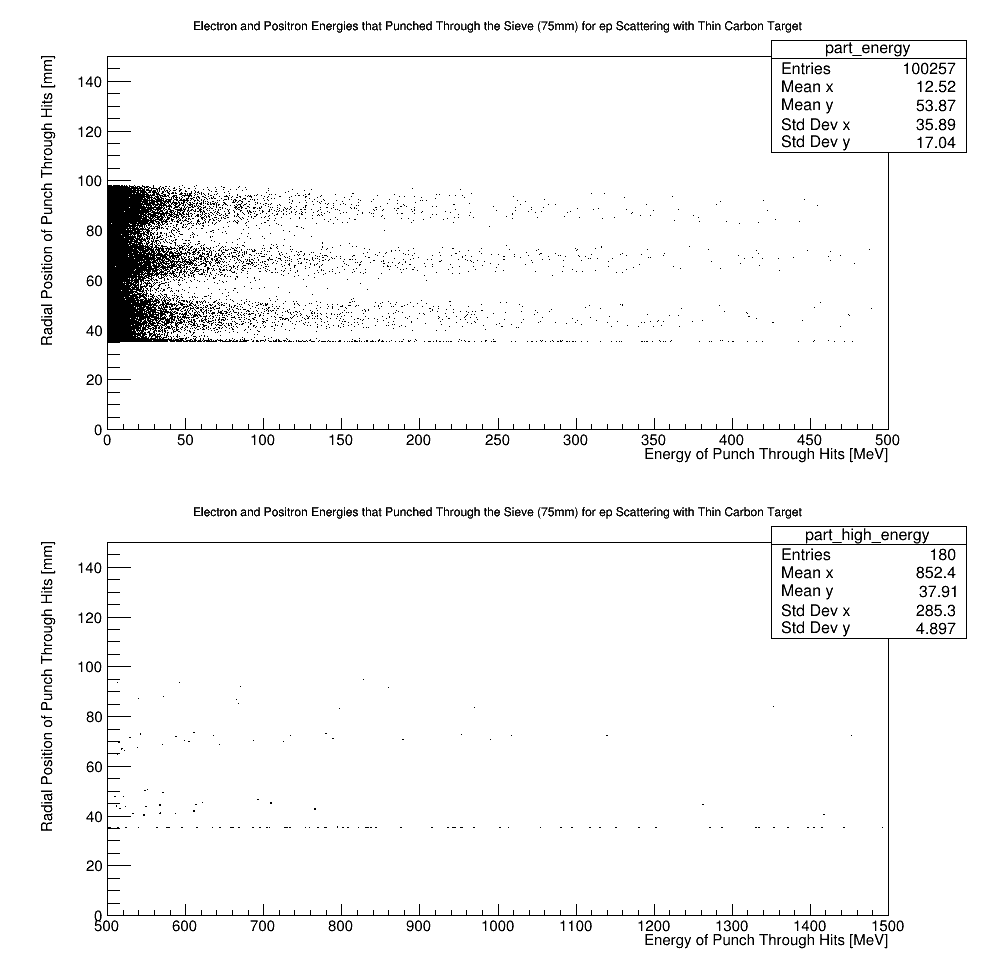 Electron and Positron Energies that Punched Through the Sieve (75mm) for ep Scattering with Thin Carbon Target
part_energy
Entries 100257
Mean x 12.52
Mean y 53.87
Std Dev x 35.89
Std Dev y 17.04
Radial Position of Punch Through Hits [mm]
140
120
100
80
60
40
20
0
0 50 100 150 200 250 300 350 400 450 500
Energy of Punch Through Hits [MeV]
Electron and Positron Energies that Punched Through the Sieve (75mm) for ep Scattering with Thin Carbon Target
part_high_energy
Entries 180
Mean x 852.4
Mean y 37.91
Std Dev x 285.3
Std Dev y 4.897
Radial Position of Punch Through Hits [mm]
140
120
100
80
60
40
20
0
500 600 700 800 900 1000 1100 1200 1300 1400 1500
Energy of Punch Through Hits [MeV]